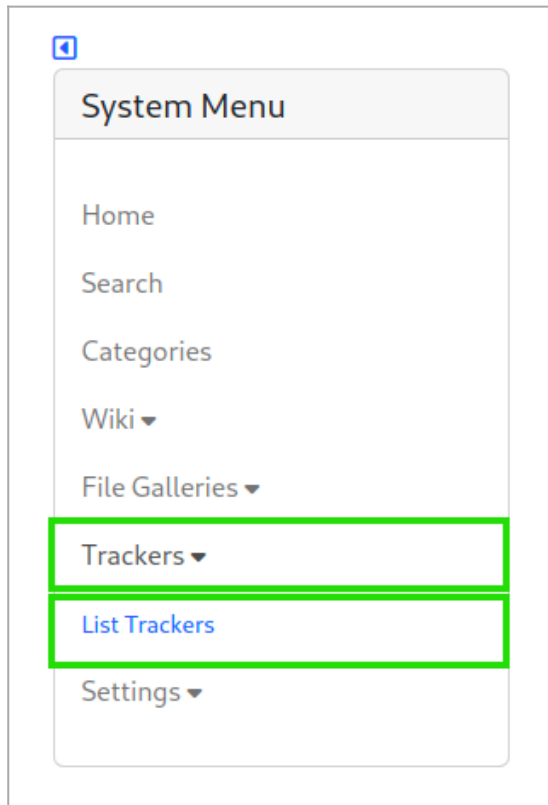 System Menu
Home
Search
Categories
Wiki
File Galleries
Trackers
List Trackers
Settings